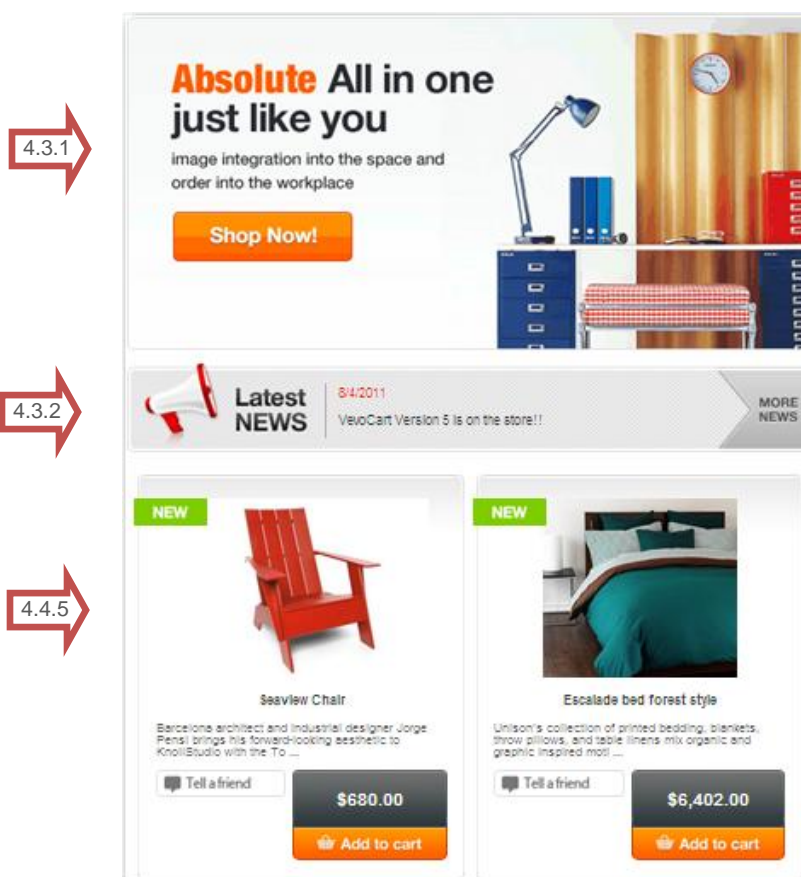 4.3.1
Absolute All in one
just like you
image integration into the space and
order into the workplace
Shop Now!
4.3.2
Latest
NEWS
8/4/2011
VevoCart Version 5 is on the store!!
MORE
NEWS
4.4.5
NEW
Seaview Chair
Barcelona architect and industrial designer Jorge
Pensi brings his forward-looking aesthetic to
KnollStudio with the To ...
Tell a friend
$680.00
Add to cart
NEW
Escalade bed forest style
Unison's collection of printed bedding, blankets,
throw pillows, and table linens mix organic and
graphic inspired moti ...
Tell a friend
$6,402.00
Add to cart